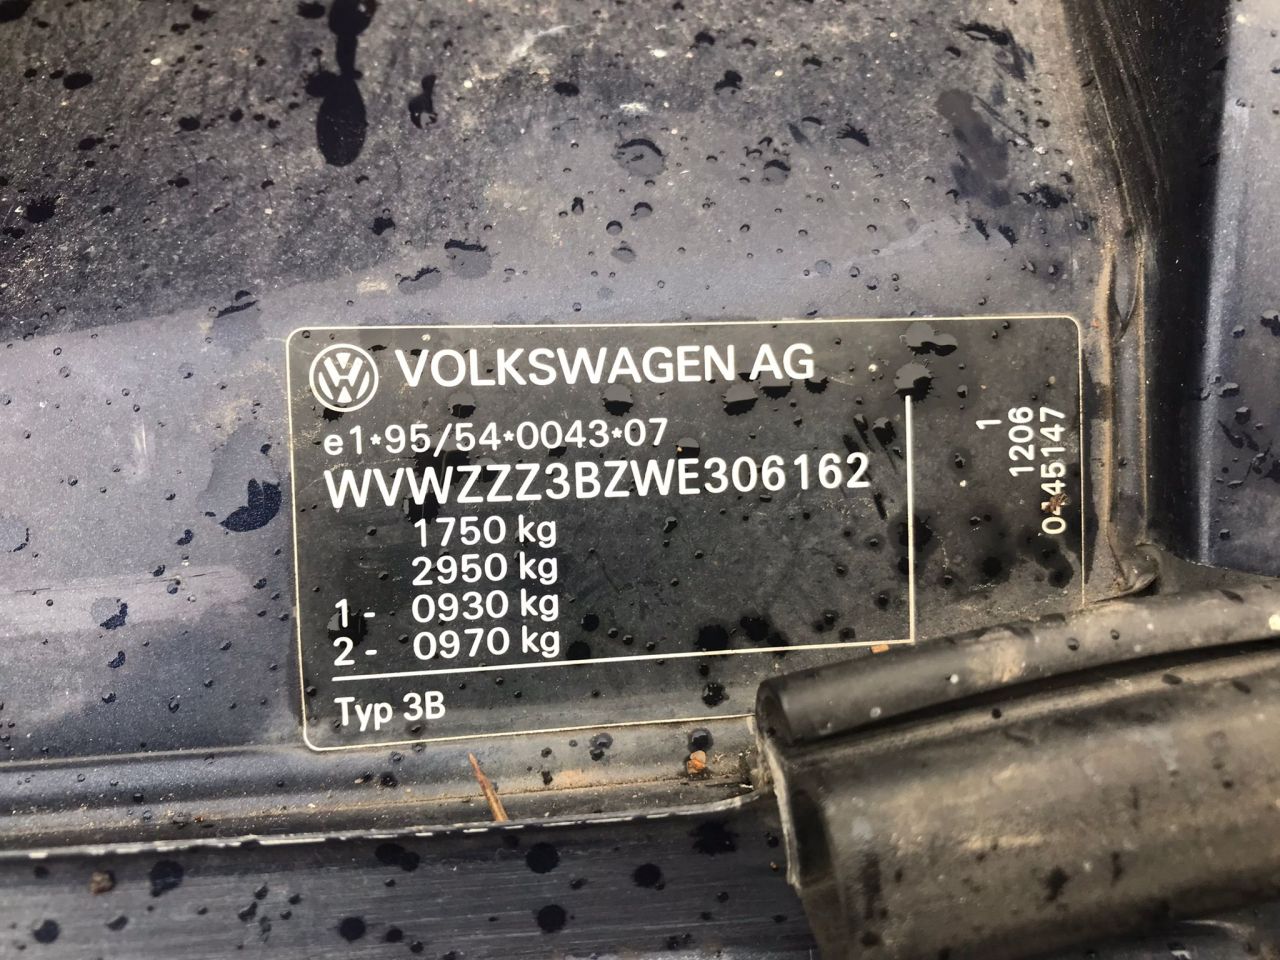 VOLKSWAGEN AG
e1*95/54*0043*07
WVWZZZ3BZWE306162
1750 kg
2950 kg
1 - 0930 kg
2 - 0970 kg
Typ 3B
1
1206
0445147